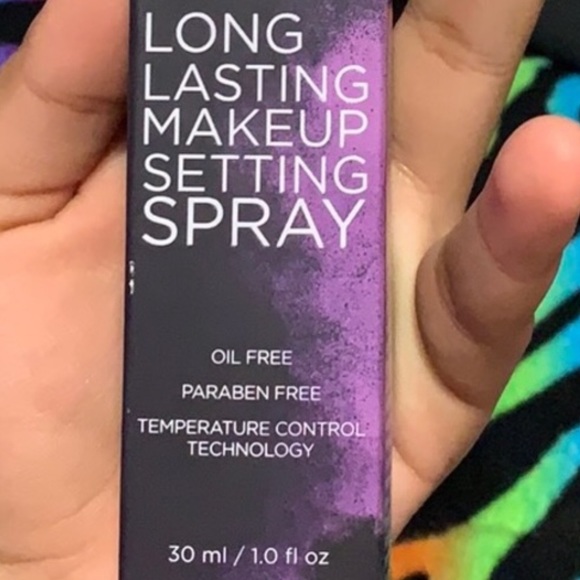 LONG
LASTING
MAKEUP
SETTING
SPRAY
OIL FREE
PARABEN FREE
TEMPERATURE CONTROL
TECHNOLOGY
30 ml / 1.0 fl oz